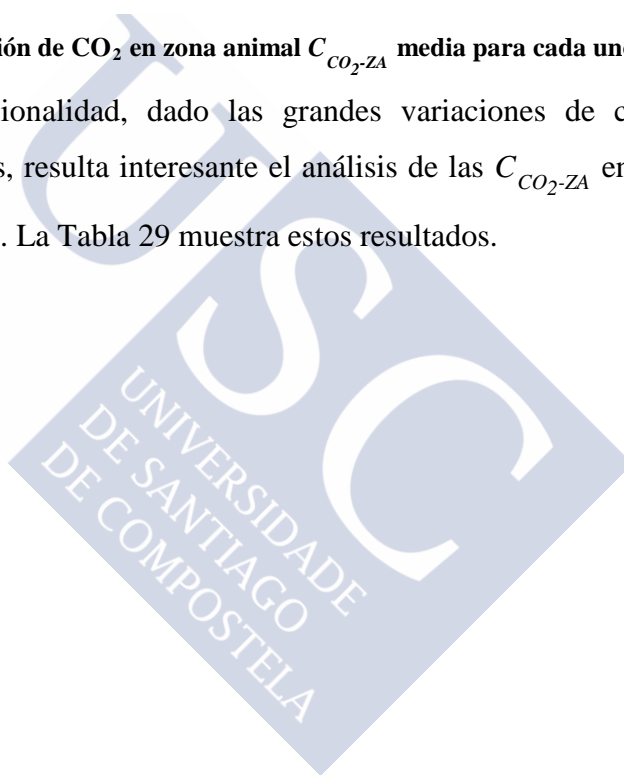 ión de CO₂ en zona animal C_CO₂-ZA media para cada uno
ionalidad, dado las grandes variaciones de c
s, resulta interesante el análisis de las C_CO₂-ZA en
. La Tabla 29 muestra estos resultados.
USC
UNIVERSIDADE
DE SANTIAGO
DE COMPOSTELA